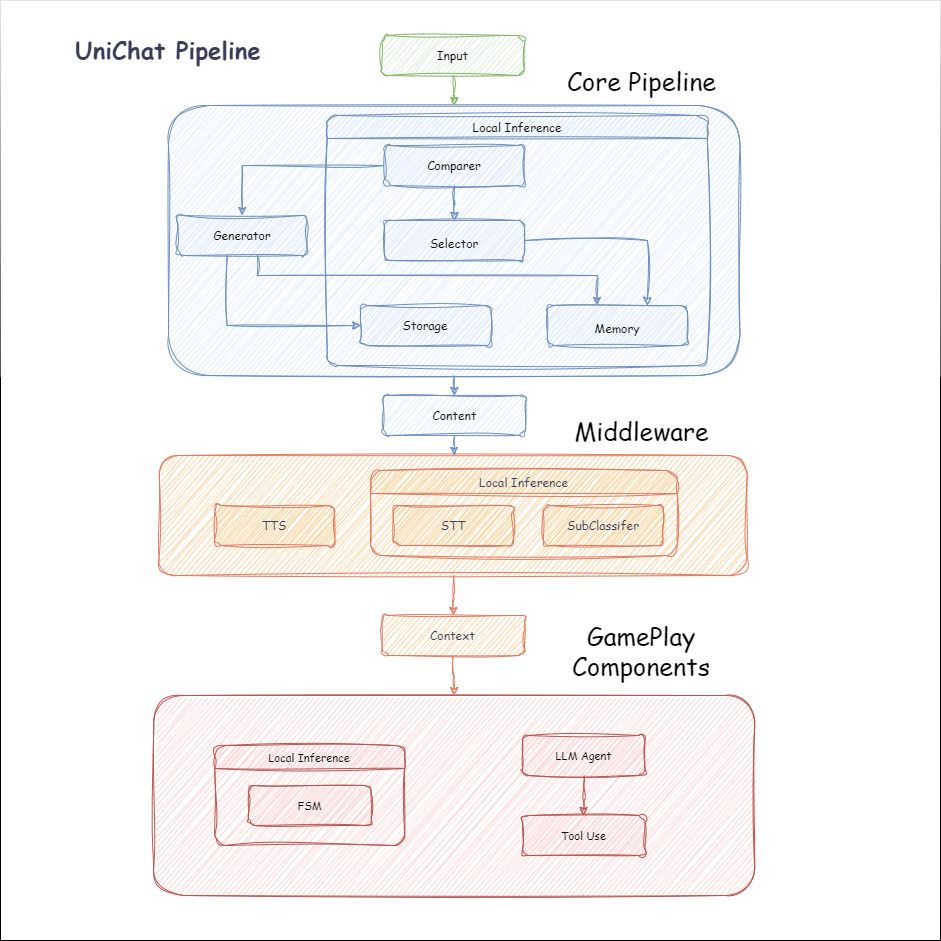 UniChat Pipeline
Input
Core Pipeline
Local Inference
Comparer
Generator
Selector
Storage
Memory
Content
Middleware
Local Inference
TTS
STT
SubClassifer
Context
GamePlay
Components
Local Inference
LLM Agent
FSM
Tool Use